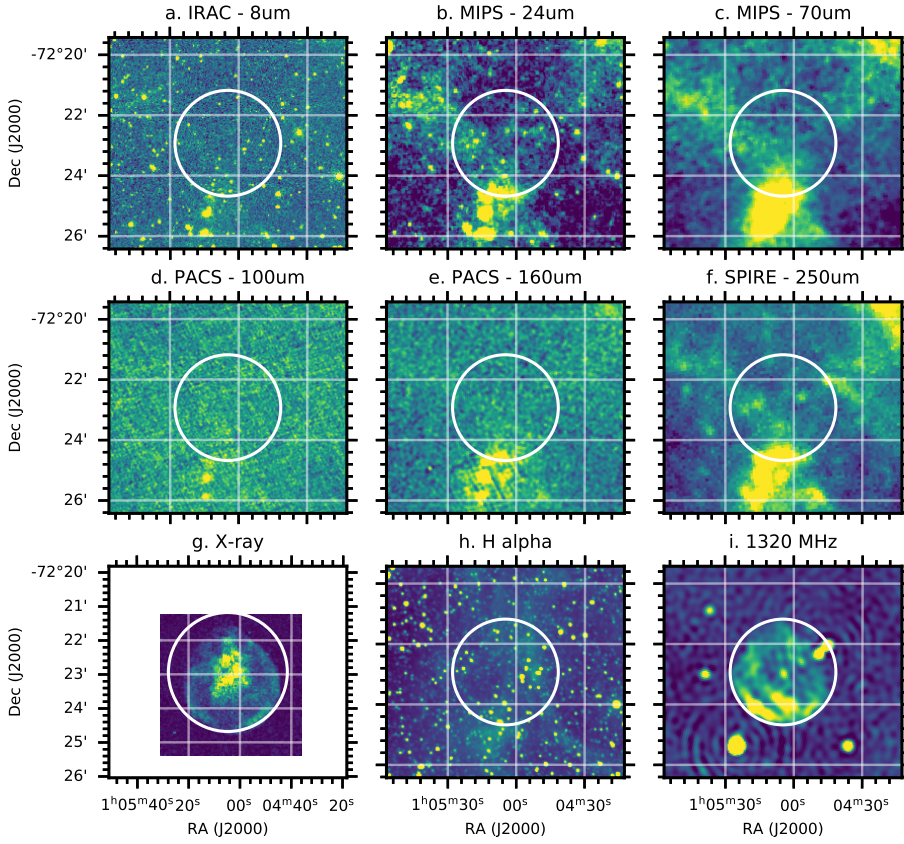 a. IRAC - 8um
b. MIPS - 24um
c. MIPS - 70um
-72°20'
22'
24'
26'
Dec (J2000)
d. PACS - 100um
e. PACS - 160um
f. SPIRE - 250um
-72°20'
22'
24'
26'
Dec (J2000)
g. X-ray
h. H alpha
i. 1320 MHz
-72°20'
21'
22'
23'
24'
25'
26'
Dec (J2000)
1ʰ05ᵐ40ˢ 20ˢ 00ˢ 04ᵐ40ˢ 20ˢ
1ʰ05ᵐ30ˢ 00ˢ 04ᵐ30ˢ
1ʰ05ᵐ30ˢ 00ˢ 04ᵐ30ˢ
RA (J2000)
RA (J2000)
RA (J2000)